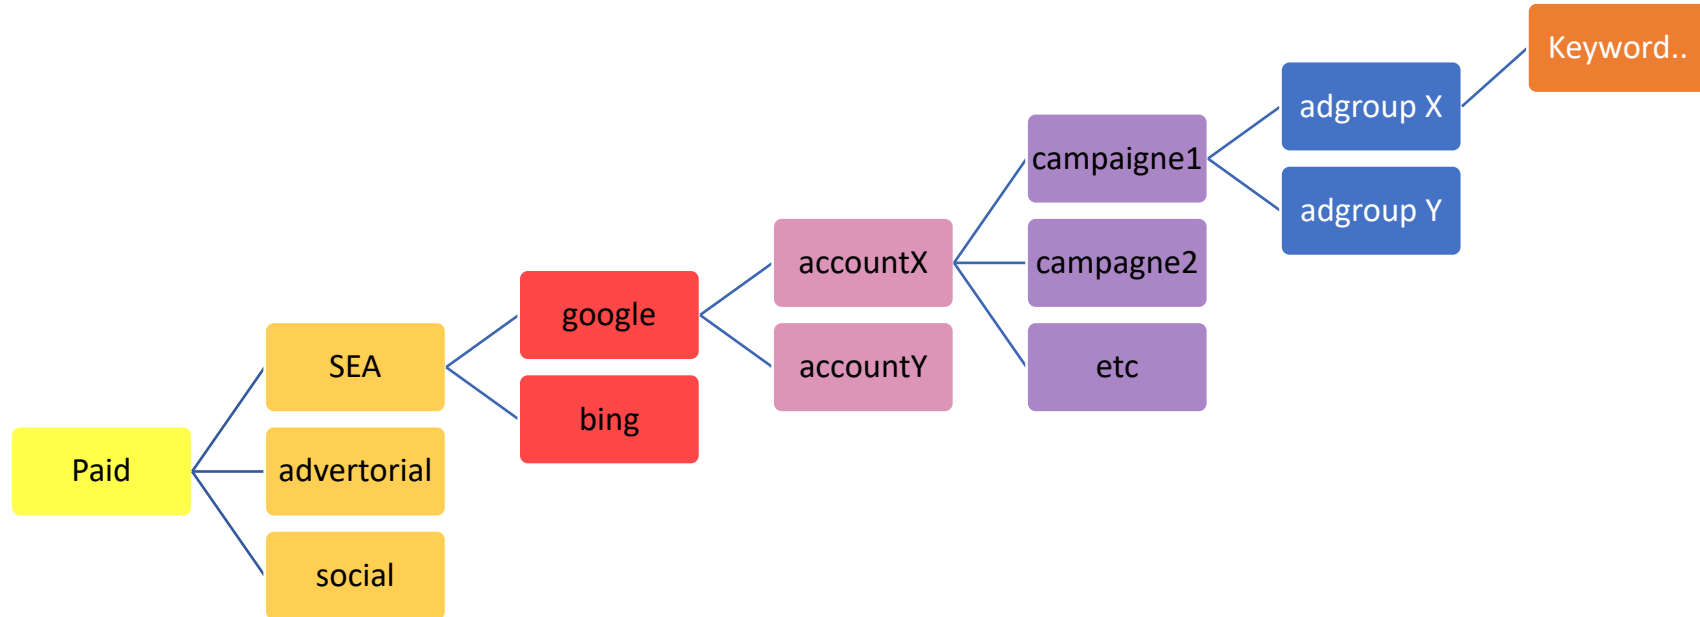 Paid
SEA
advertorial
social
google
bing
accountX
accountY
campaigne1
campagne2
etc
adgroup X
adgroup Y
Keyword..